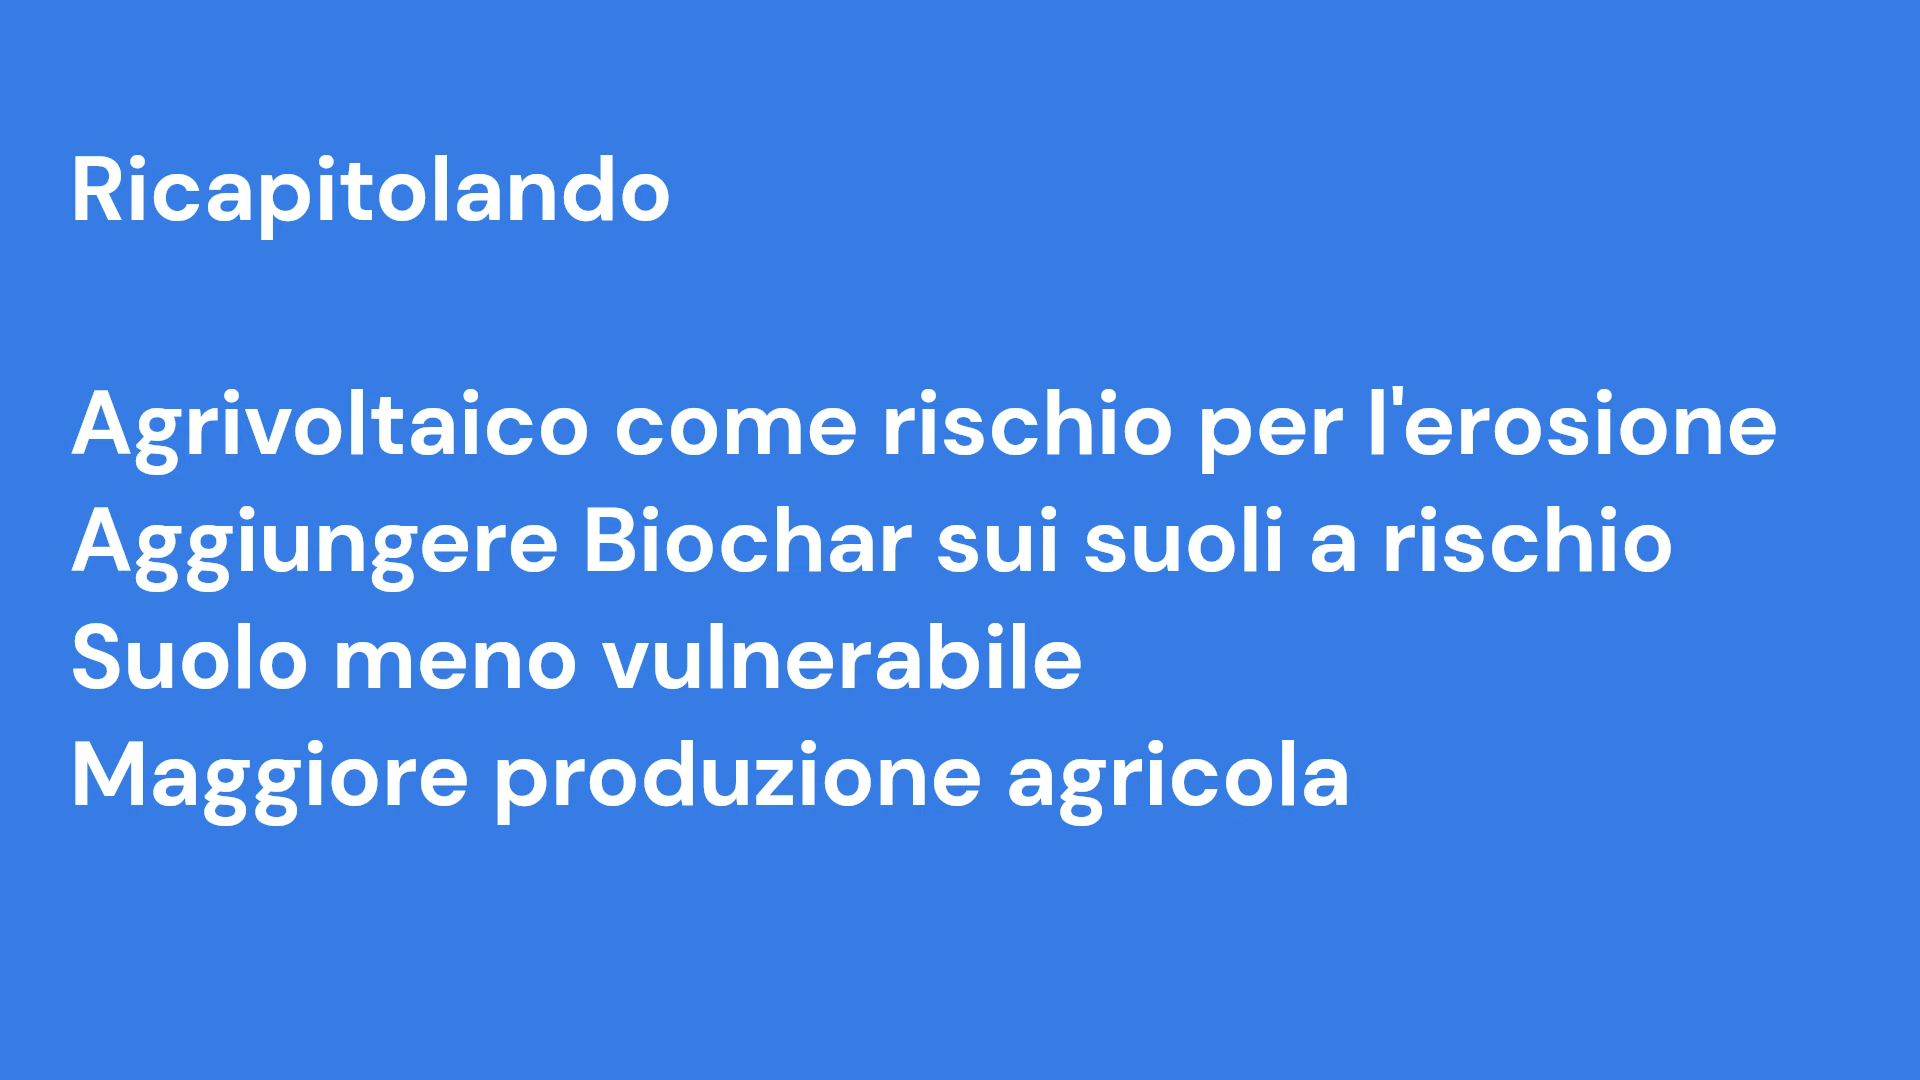 Ricapitolando
Agrivoltaico come rischio per l'erosione
Aggiungere Biochar sui suoli a rischio
Suolo meno vulnerabile
Maggiore produzione agricola